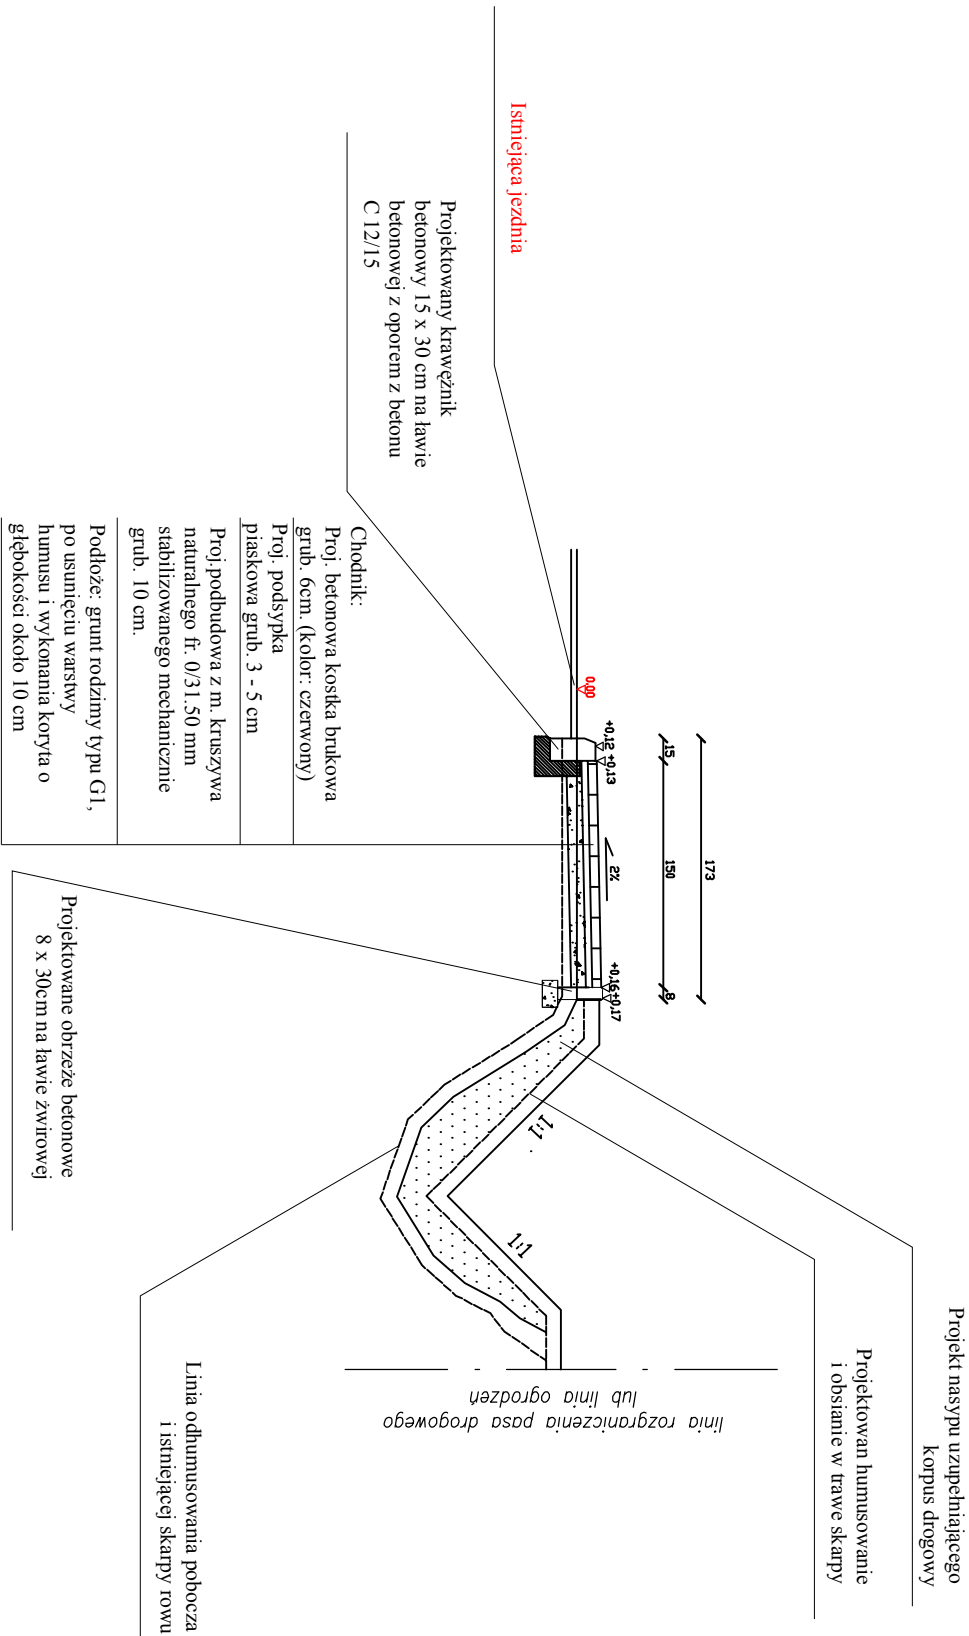 Istniejąca jezdnia
Projektowany krawężnik
betonowy 15 x 30 cm na ławie
betonowej z oporem z betonu
C 12/15
Chodnik:
Proj. betonowa kostka brukowa
grub. 6cm. (kolor: czerwony)
Proj. podsypka
piaskowa grub. 3 - 5 cm
Proj.podbudowa z m. kruszywa
naturalnego fr. 0/31.50 mm
stabilizowanego mechanicznie
grub. 10 cm.
Podłoże: grunt rodzimy typu G1,
po usunięciu warstwy
humusu i wykonania koryta o
głębokości około 10 cm
Projektowane obrzeże betonowe
8 x 30cm na ławie żwirowej
0.00
+0,12
+0,13
2%
+0,16
+0,17
15
150
8
173
1:1
1:1
Projekt nasypu uzupełniającego
korpus drogowy
Projektowan humusowanie
i obsianie w trawe skarpy
linia rozgraniczenia pasa drogowego
lub linia ogrodzeń
Linia odhumusowania pobocza
i istniejącej skarpy rowu